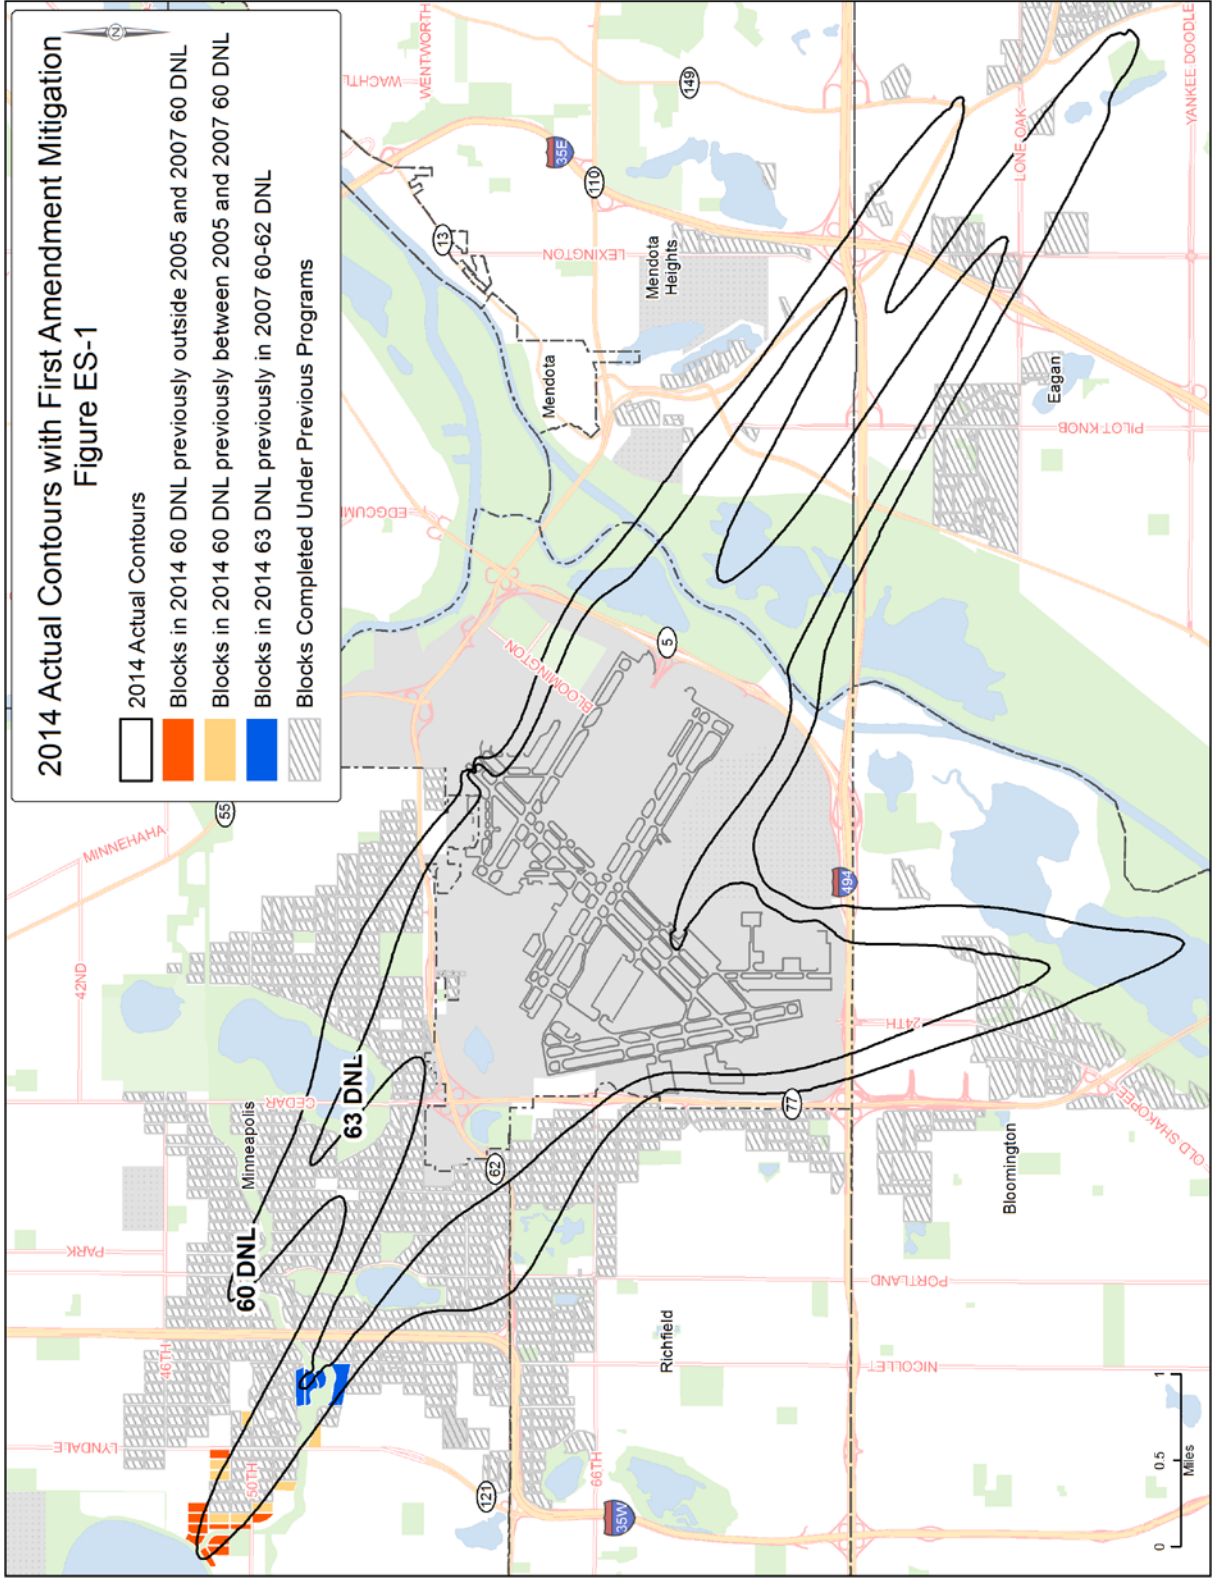 2014 Actual Contours with First Amendment Mitigation
Figure ES-1
N
2014 Actual Contours
Blocks in 2014 60 DNL previously outside 2005 and 2007 60 DNL
Blocks in 2014 60 DNL previously between 2005 and 2007 60 DNL
Blocks in 2014 63 DNL previously in 2007 60-62 DNL
Blocks Completed Under Previous Programs
WACHTL
WENTWORTH
149
35E
110
13
LEXINGTON
Mendota
Heights
Mendota
LONE OAK
YANKEE DOODLE
Eagan
PILOT KNOB
EDGCUM
BLOOMINGTON
5
55
MINNEHAHA
42ND
494
63 DNL
CEDAR
Minneapolis
24TH
77
62
60 DNL
PARK
46TH
OLD SHAKOPEE
Bloomington
PORTLAND
Richfield
NICOLLET
LYNDALE
50TH
66TH
121
35W
0 0.5 1
Miles